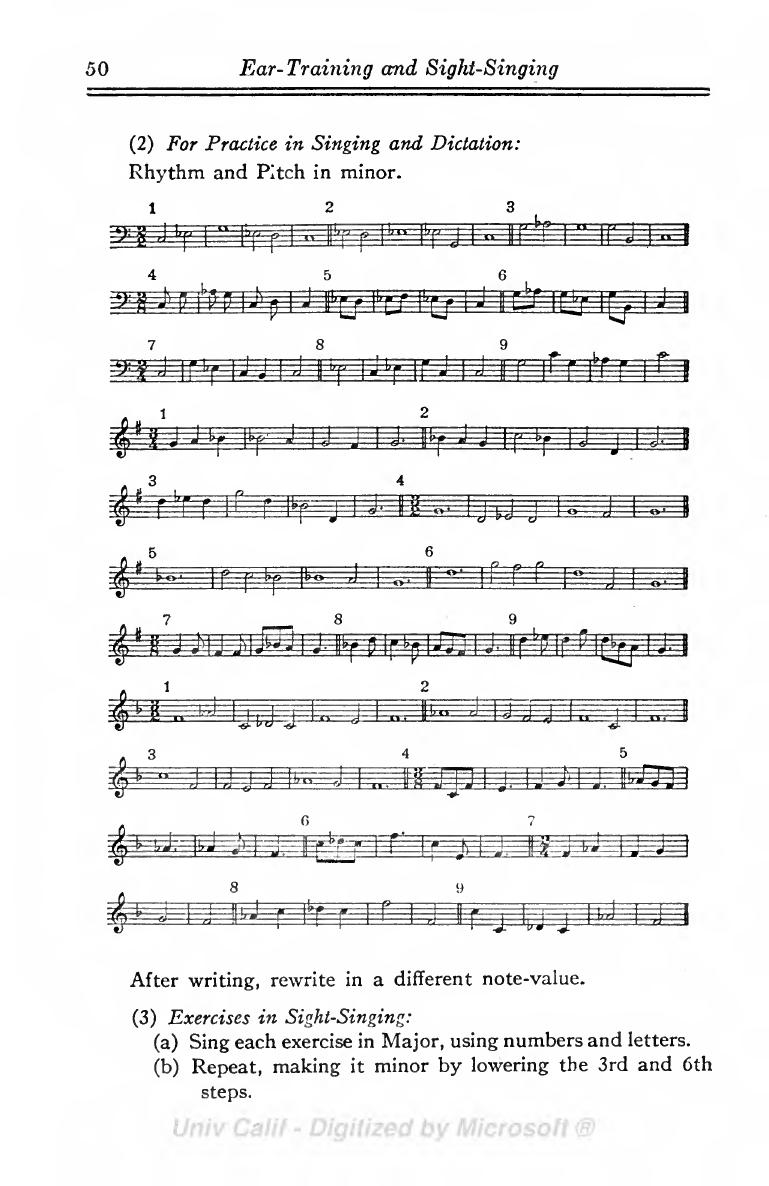 50 Ear-Training and Sight-Singing
(2) For Practice in Singing and Dictation:
Rhythm and Pitch in minor.
1 2 3
4 5 6
7 8 9
1 2
3 4
5 6
7 8 9
1 2
3 4 5
6 7
8 9
After writing, rewrite in a different note-value.
(3) Exercises in Sight-Singing:
(a) Sing each exercise in Major, using numbers and letters.
(b) Repeat, making it minor by lowering the 3rd and 6th
steps.
Univ Calif - Digitized by Microsoft ®